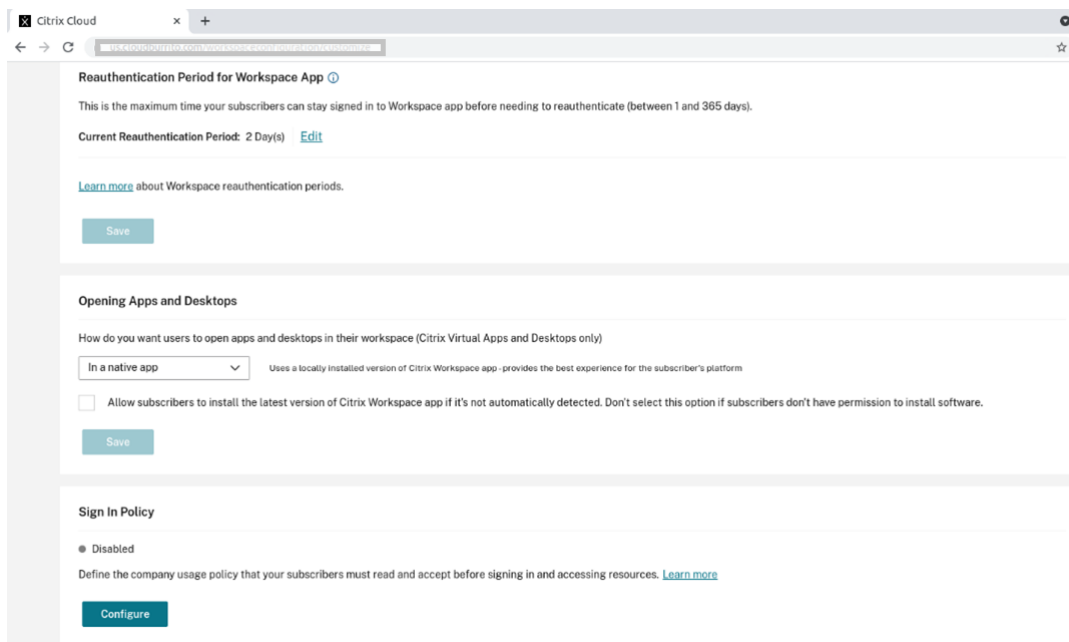 Citrix Cloud
us.cloudburrito.com/workspaceconfiguration/customize
Reauthentication Period for Workspace App
This is the maximum time your subscribers can stay signed in to Workspace app before needing to reauthenticate (between 1 and 365 days).
Current Reauthentication Period: 2 Day(s) Edit
Learn more about Workspace reauthentication periods.
Save
Opening Apps and Desktops
How do you want users to open apps and desktops in their workspace (Citrix Virtual Apps and Desktops only)
In a native app Uses a locally installed version of Citrix Workspace app - provides the best experience for the subscriber's platform
Allow subscribers to install the latest version of Citrix Workspace app if it's not automatically detected. Don't select this option if subscribers don't have permission to install software.
Save
Sign In Policy
Disabled
Define the company usage policy that your subscribers must read and accept before signing in and accessing resources. Learn more
Configure